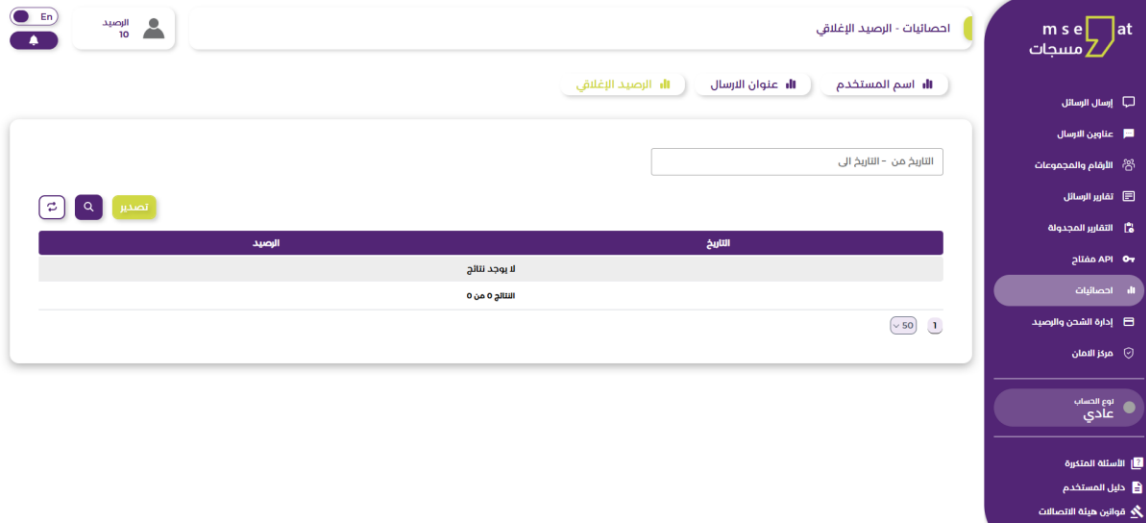 msegat
مسجات
إرسال الرسائل
عناوين الارسال
الأرقام والمجموعات
تقارير الرسائل
التقارير المجدولة
API مفتاح
احصائيات
إدارة الشحن والرصيد
مركز الامان
نوع الحساب
عادي
الأسئلة المتكررة
دليل المستخدم
قوانين هيئة الاتصالات
احصائيات - الرصيد الإغلاقي
الرصيد
10
En
اسم المستخدم
عنوان الارسال
الرصيد الإغلاقي
التاريخ من - التاريخ الى
تصدير
التاريخ الرصيد
لا يوجد نتائج
النتائج 0 من 0
1 50